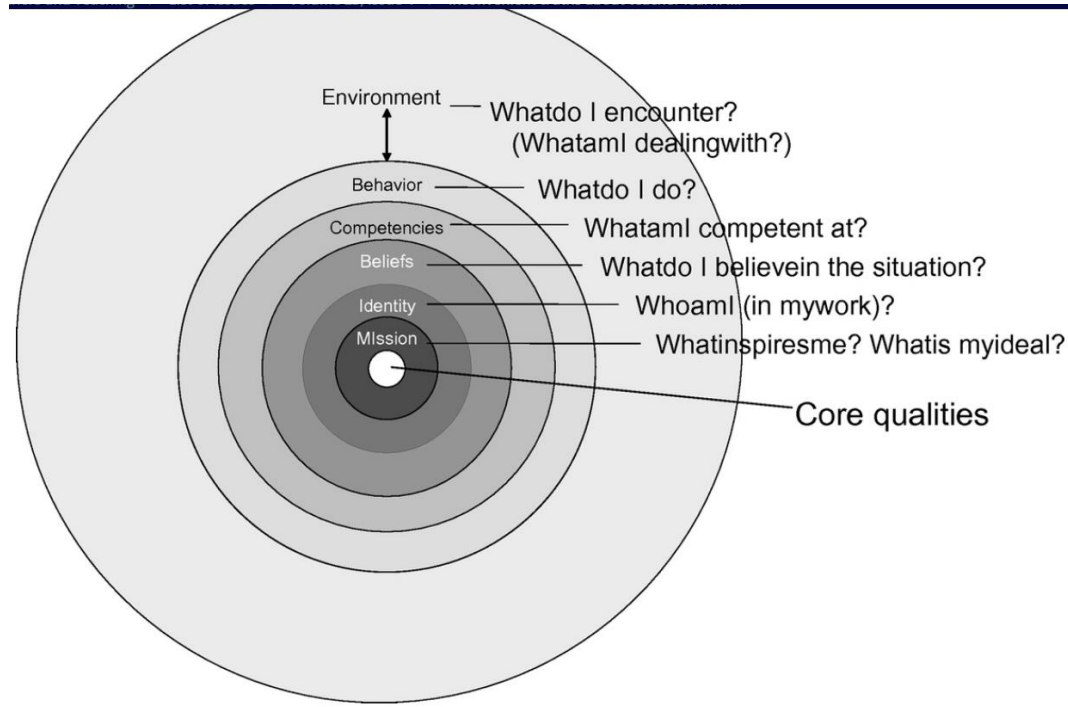 Environment
Whatdo I encounter?
(WhatamI dealingwith?)
Behavior
Whatdo I do?
Competencies
WhatamI competent at?
Beliefs
Whatdo I believein the situation?
Identity
WhoamI (in mywork)?
MIssion
Whatinspiresme? Whatis myideal?
Core qualities